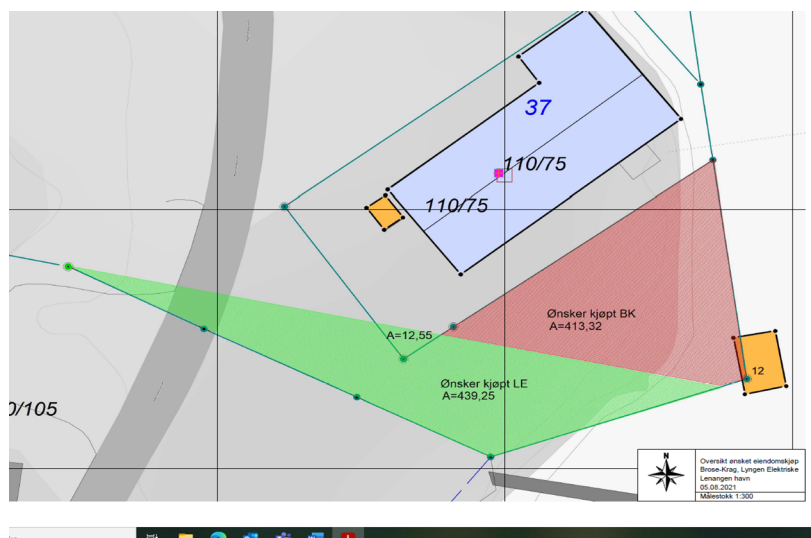 37
110/75
110/75
A=12,55
Ønsker kjøpt BK
A=413,32
12
Ønsker kjøpt LE
A=439,25
0/105
N
Oversikt ønsket eiendomskjøp
Brose-Krag, Lyngen Elektriske
Lenangen havn
05.08.2021
Målestokk 1:300